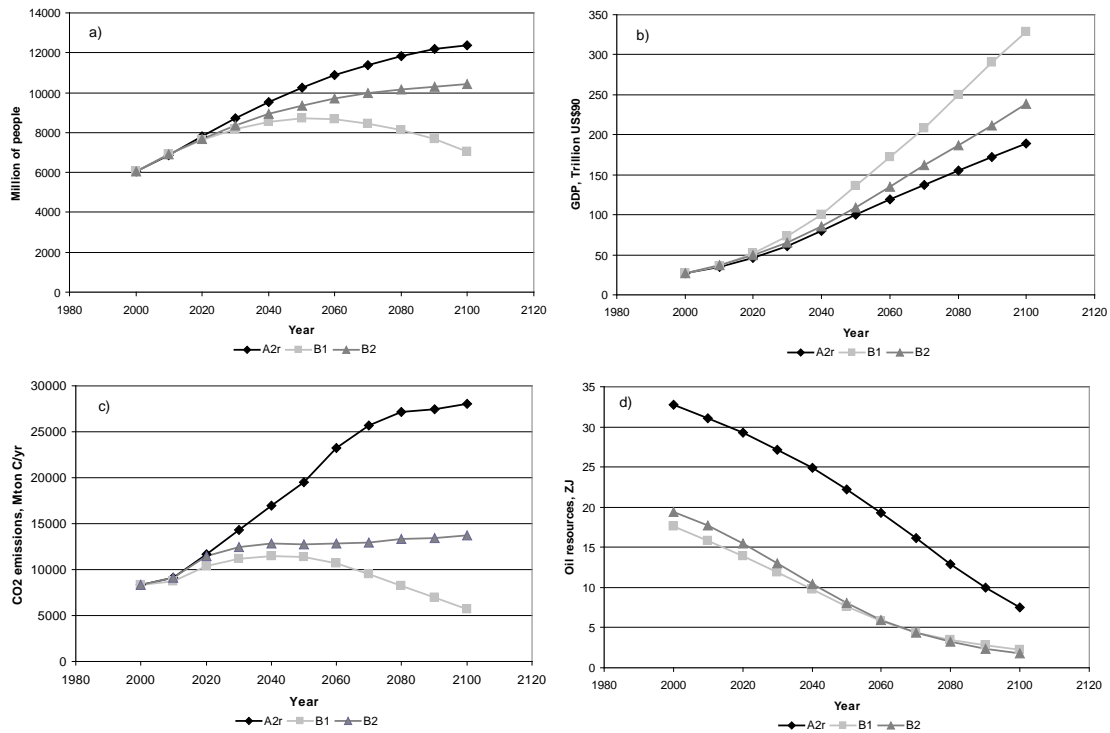 a)
14000
12000
10000
8000
6000
4000
2000
0
Million of people
1980 2000 2020 2040 2060 2080 2100 2120
Year
A2r B1 B2
b)
350
300
250
200
150
100
50
0
GDP, Trillion US$90
1980 2000 2020 2040 2060 2080 2100 2120
Year
A2r B1 B2
c)
30000
25000
20000
15000
10000
5000
0
CO2 emissions, Mton C/yr
1980 2000 2020 2040 2060 2080 2100 2120
Year
A2r B1 B2
d)
35
30
25
20
15
10
5
0
Oil resources, ZJ
1980 2000 2020 2040 2060 2080 2100 2120
Year
A2r B1 B2